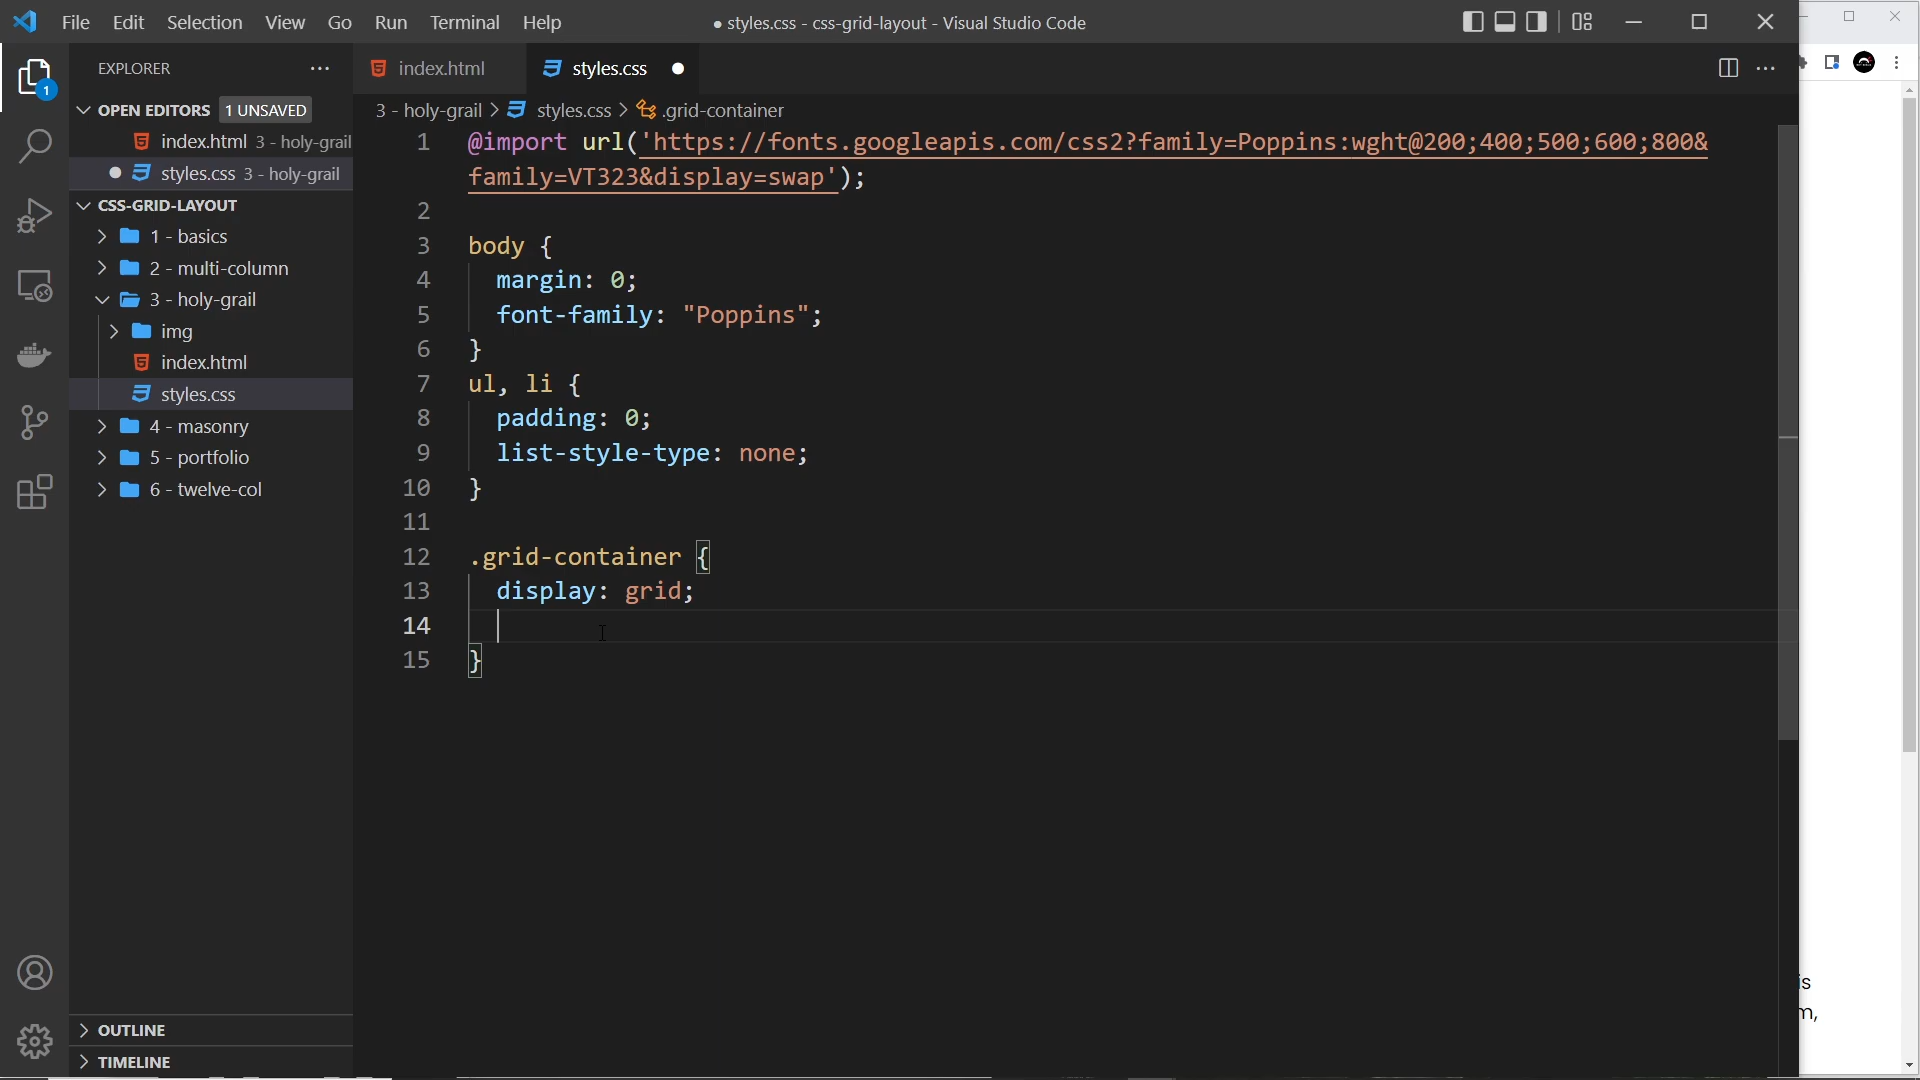 File Edit Selection View Go Run Terminal Help
● styles.css - css-grid-layout - Visual Studio Code
EXPLORER
OPEN EDITORS 1 UNSAVED
index.html 3 - holy-grail
styles.css 3 - holy-grail
CSS-GRID-LAYOUT
1 - basics
2 - multi-column
3 - holy-grail
img
index.html
styles.css
4 - masonry
5 - portfolio
6 - twelve-col
OUTLINE
TIMELINE
1
index.html
styles.css
3 - holy-grail > styles.css > .grid-container
1 @import url('https://fonts.googleapis.com/css2?family=Poppins:wght@200;400;500;600;800&
family=VT323&display=swap');
2
3 body {
4 margin: 0;
5 font-family: "Poppins";
6 }
7 ul, li {
8 padding: 0;
9 list-style-type: none;
10 }
11
12 .grid-container {
13 display: grid;
14
15 }
is
m,